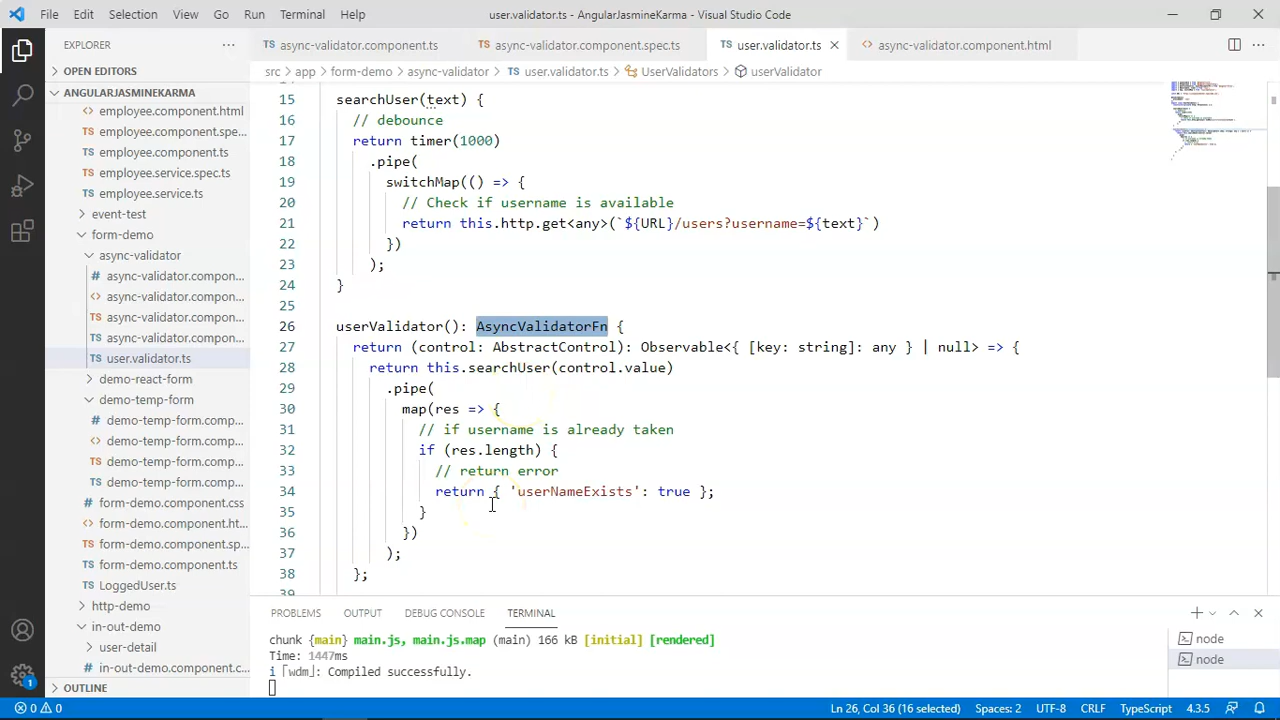 File Edit Selection View Go Run Terminal Help
user.validator.ts - AngularJasmineKarma - Visual Studio Code
EXPLORER
async-validator.component.ts
async-validator.component.spec.ts
user.validator.ts
async-validator.component.html
OPEN EDITORS
src > app > form-demo > async-validator > user.validator.ts > UserValidators > userValidator
ANGULARJASMINEKARMA
employee.component.html
employee.component.spe...
employee.component.ts
employee.service.spec.ts
employee.service.ts
event-test
form-demo
async-validator
async-validator.compon...
async-validator.compon...
async-validator.compon...
async-validator.compon...
user.validator.ts
demo-react-form
demo-temp-form
demo-temp-form.comp...
demo-temp-form.comp...
demo-temp-form.comp...
demo-temp-form.comp...
form-demo.component.css
form-demo.component.ht...
form-demo.component.sp...
form-demo.component.ts
LoggedUser.ts
http-demo
in-out-demo
user-detail
in-out-demo.component.c...
OUTLINE
15 searchUser(text) {
16 // debounce
17 return timer(1000)
18 .pipe(
19 switchMap(() => {
20 // Check if username is available
21 return this.http.get<any>(`${URL}/users?username=${text}`)
22 })
23 );
24 }
25
26 userValidator(): AsyncValidatorFn {
27 return (control: AbstractControl): Observable<{ [key: string]: any } | null> => {
28 return this.searchUser(control.value)
29 .pipe(
30 map(res => {
31 // if username is already taken
32 if (res.length) {
33 // return error
34 return { 'userNameExists': true };
35 }
36 })
37 );
38 };
PROBLEMS OUTPUT DEBUG CONSOLE TERMINAL
chunk {main} main.js, main.js.map (main) 166 kB [initial] [rendered]
Time: 1447ms
i ｢wdm｣: Compiled successfully.
node
node
1
0 0
Ln 26, Col 36 (16 selected) Spaces: 2 UTF-8 CRLF TypeScript 4.3.5